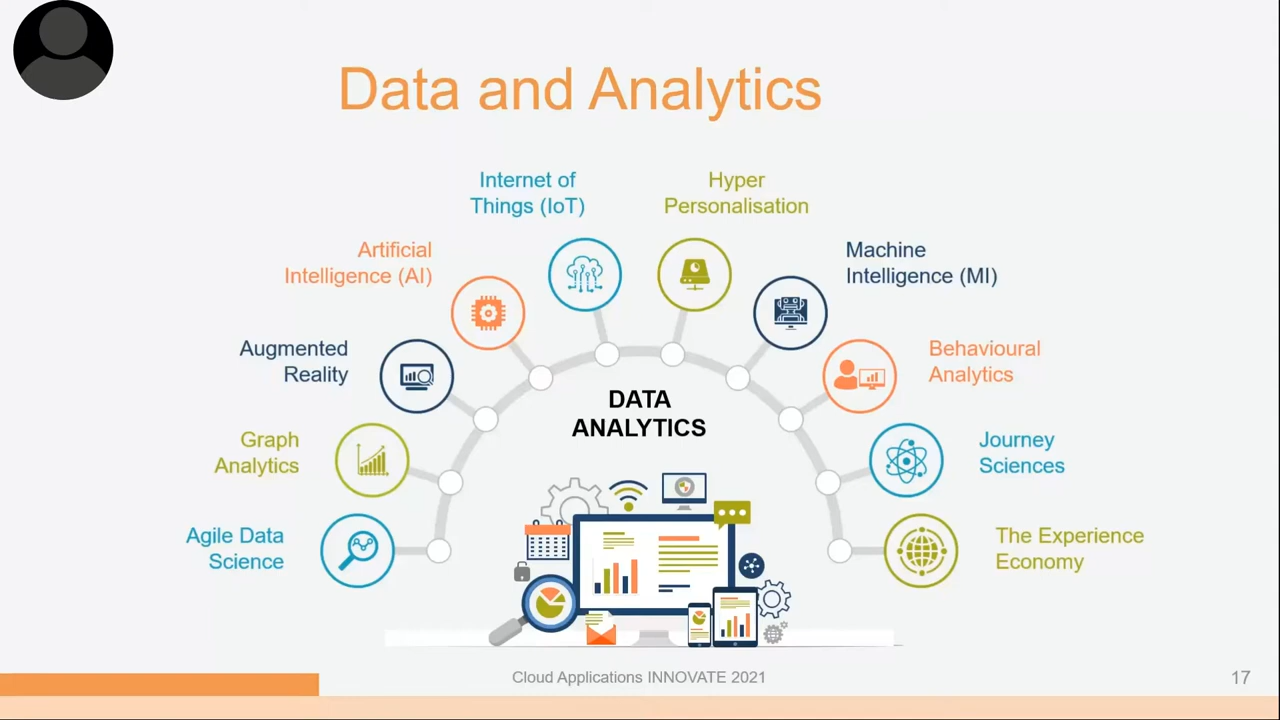 Data and Analytics
Internet of
Things (IoT)
Hyper
Personalisation
Artificial
Intelligence (AI)
Machine
Intelligence (MI)
Augmented
Reality
Behavioural
Analytics
DATA
ANALYTICS
Graph
Analytics
Journey
Sciences
Agile Data
Science
The Experience
Economy
Cloud Applications INNOVATE 2021
17